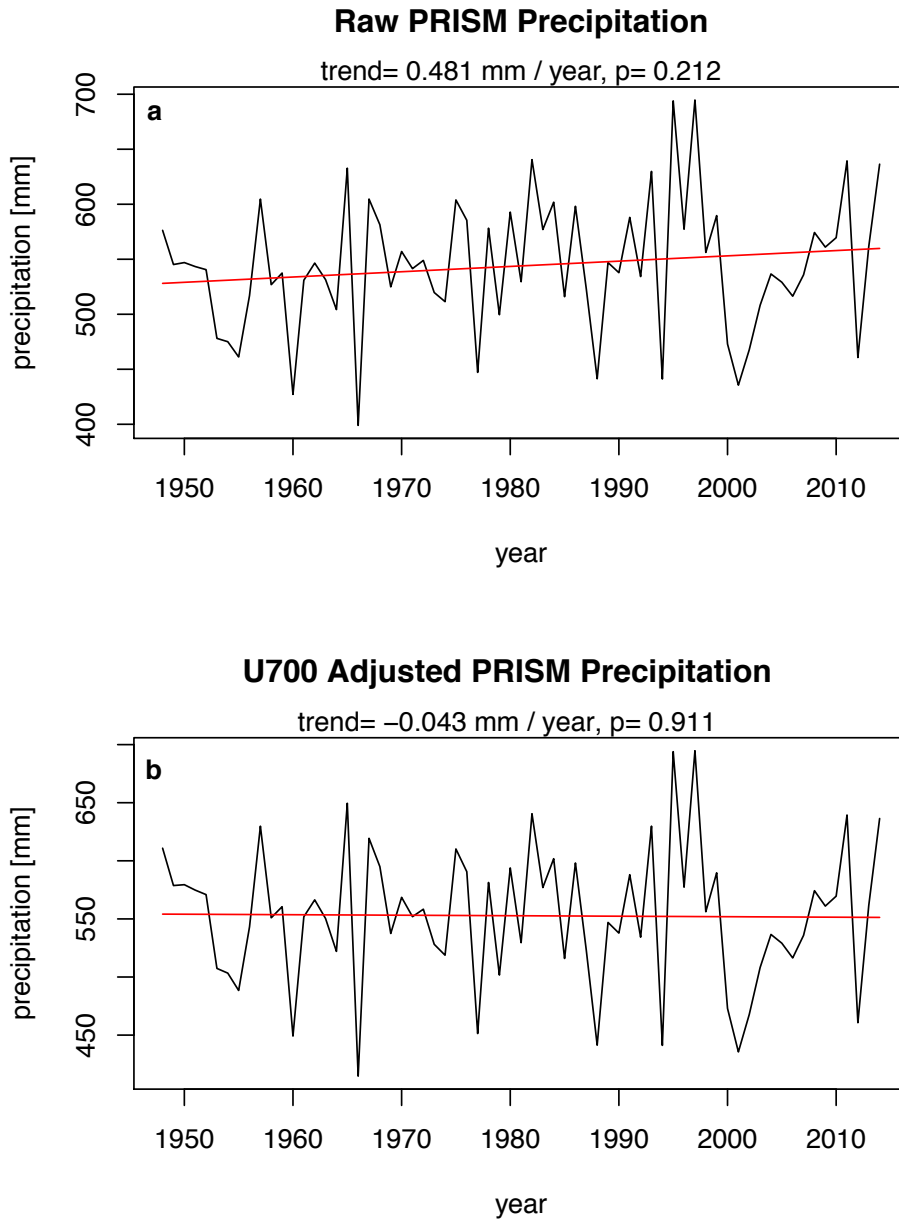 Raw PRISM Precipitation
trend= 0.481 mm / year, p= 0.212
a
precipitation [mm]
700
600
500
400
1950 1960 1970 1980 1990 2000 2010
year
U700 Adjusted PRISM Precipitation
trend= −0.043 mm / year, p= 0.911
b
precipitation [mm]
650
550
450
1950 1960 1970 1980 1990 2000 2010
year